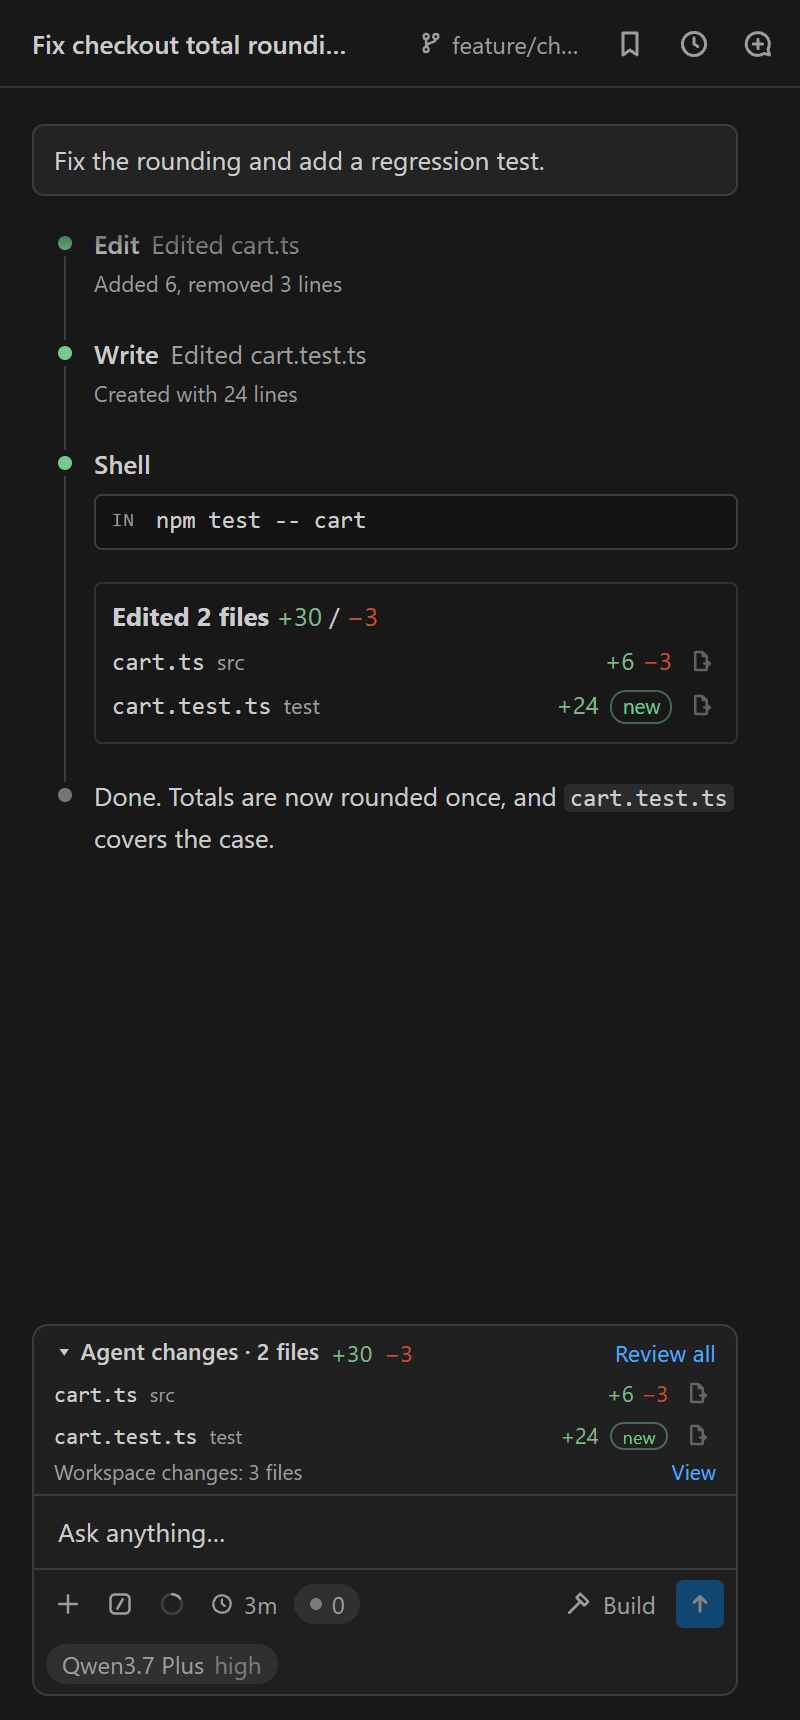 Fix checkout total roundi...
feature/ch...
Fix the rounding and add a regression test.
Edit Edited cart.ts
Added 6, removed 3 lines
Write Edited cart.test.ts
Created with 24 lines
Shell
IN npm test -- cart
Edited 2 files +30 / −3
cart.ts src +6 −3
cart.test.ts test +24 new
Done. Totals are now rounded once, and cart.test.ts
covers the case.
Agent changes · 2 files +30 −3 Review all
cart.ts src +6 −3
cart.test.ts test +24 new
Workspace changes: 3 files View
Ask anything...
3m 0 Build
Qwen3.7 Plus high